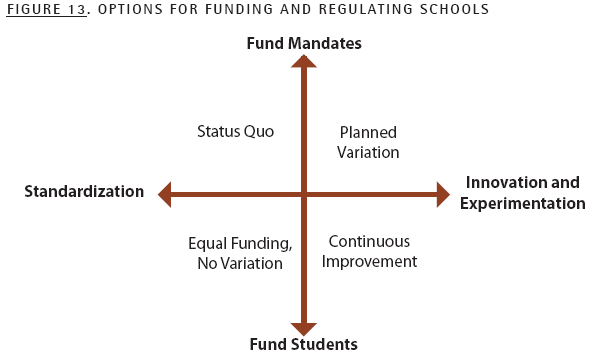 FIGURE 13. OPTIONS FOR FUNDING AND REGULATING SCHOOLS
Fund Mandates
Status Quo
Planned
Variation
Standardization
Innovation and
Experimentation
Equal Funding,
No Variation
Continuous
Improvement
Fund Students